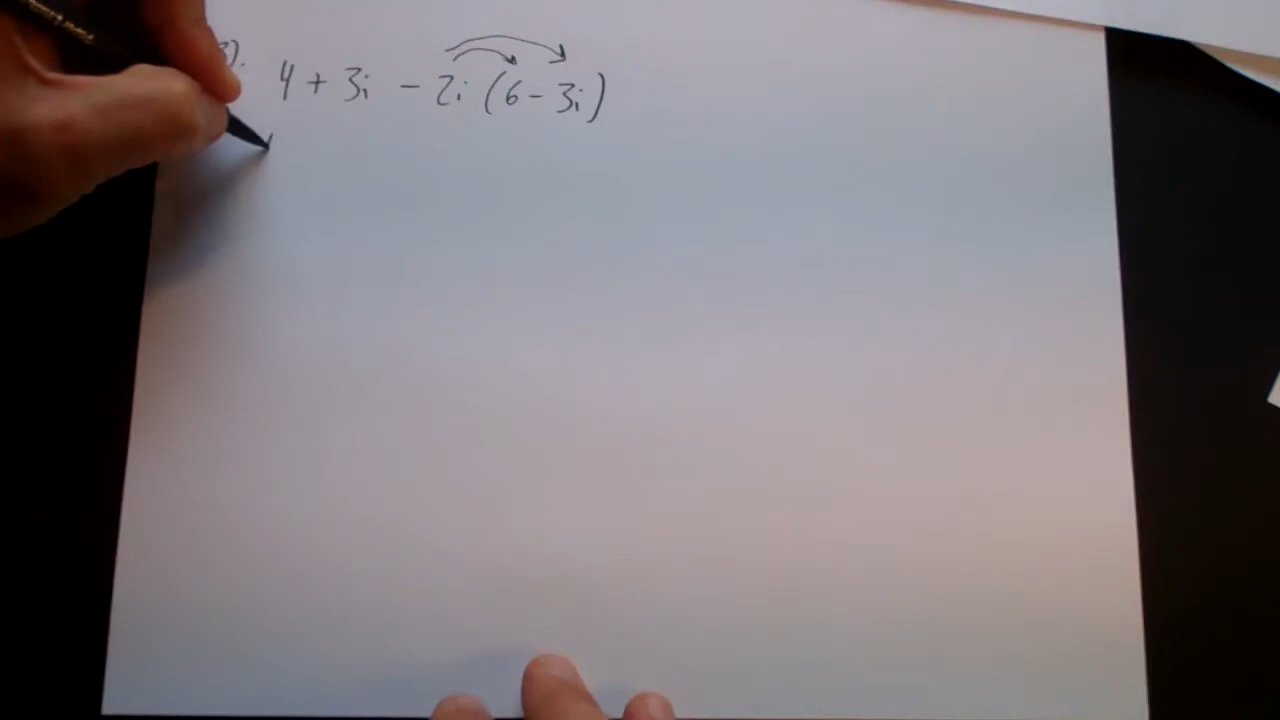 4 + 3i - 2i (6 - 3i)